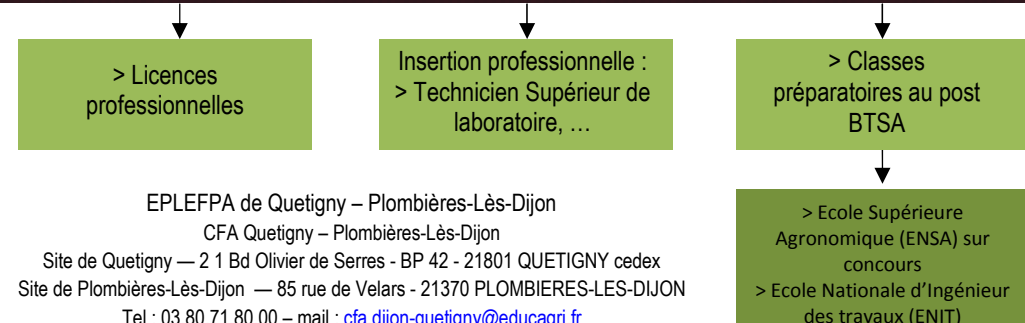 > Licences
professionnelles
Insertion professionnelle :
> Technicien Supérieur de
laboratoire, …
> Classes
préparatoires au post
BTSA
EPLEFPA de Quetigny – Plombières-Lès-Dijon
CFA Quetigny – Plombières-Lès-Dijon
Site de Quetigny — 2 1 Bd Olivier de Serres - BP 42 - 21801 QUETIGNY cedex
Site de Plombières-Lès-Dijon — 85 rue de Velars - 21370 PLOMBIERES-LES-DIJON
Tel : 03 80 71 80 00 – mail : cfa.dijon-quetigny@educagri.fr
> Ecole Supérieure
Agronomique (ENSA) sur
concours
> Ecole Nationale d’Ingénieur
des travaux (ENIT)